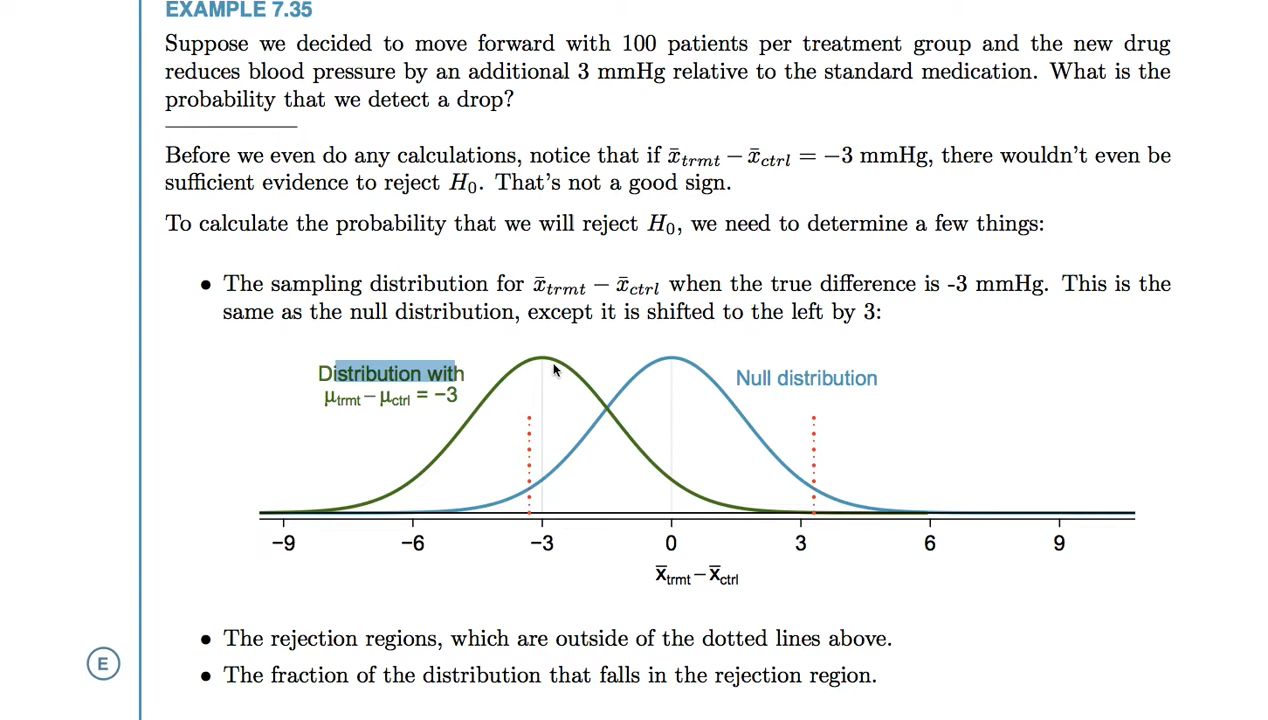 EXAMPLE 7.35
Suppose we decided to move forward with 100 patients per treatment group and the new drug
reduces blood pressure by an additional 3 mmHg relative to the standard medication. What is the
probability that we detect a drop?
Before we even do any calculations, notice that if x̄trmt − x̄ctrl = −3 mmHg, there wouldn't even be
sufficient evidence to reject H0. That's not a good sign.
To calculate the probability that we will reject H0, we need to determine a few things:
• The sampling distribution for x̄trmt − x̄ctrl when the true difference is -3 mmHg. This is the
same as the null distribution, except it is shifted to the left by 3:
Distribution with
μtrmt − μctrl = −3
Null distribution
−9 −6 −3 0 3 6 9
x̄trmt − x̄ctrl
• The rejection regions, which are outside of the dotted lines above.
E
• The fraction of the distribution that falls in the rejection region.